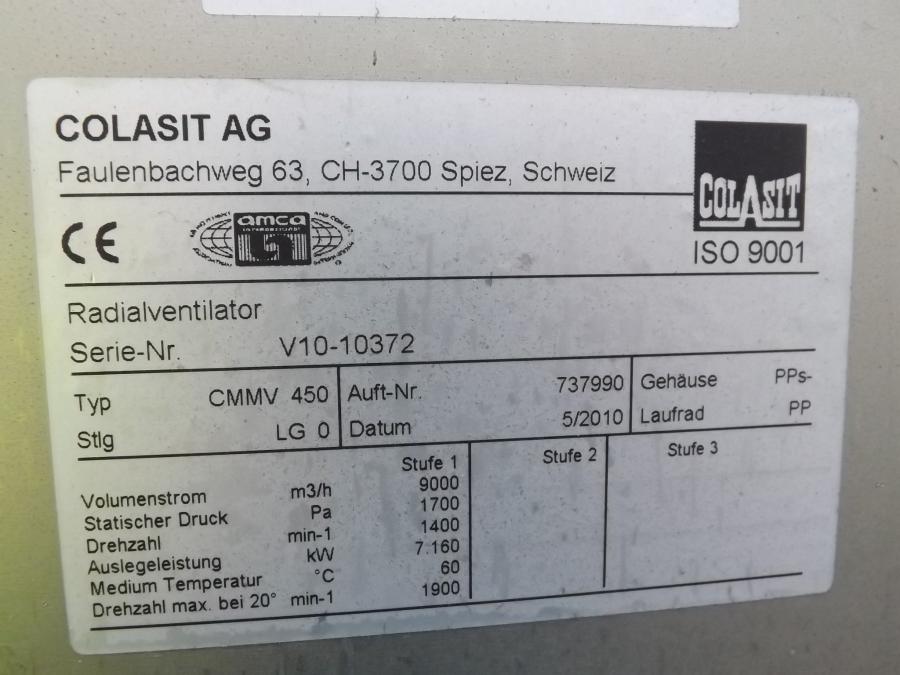 COLASIT AG
Faulenbachweg 63, CH-3700 Spiez, Schweiz
COLASIT
CE
amca
INTERNATIONAL
ISO 9001
Radialventilator
Serie-Nr. V10-10372
Typ CMMV 450 Auft-Nr. 737990 Gehäuse PPs-
Stlg LG 0 Datum 5/2010 Laufrad PP
Stufe 1 Stufe 2 Stufe 3
Volumenstrom m3/h 9000
Statischer Druck Pa 1700
Drehzahl min-1 1400
Auslegeleistung kW 7.160
Medium Temperatur °C 60
Drehzahl max. bei 20° min-1 1900